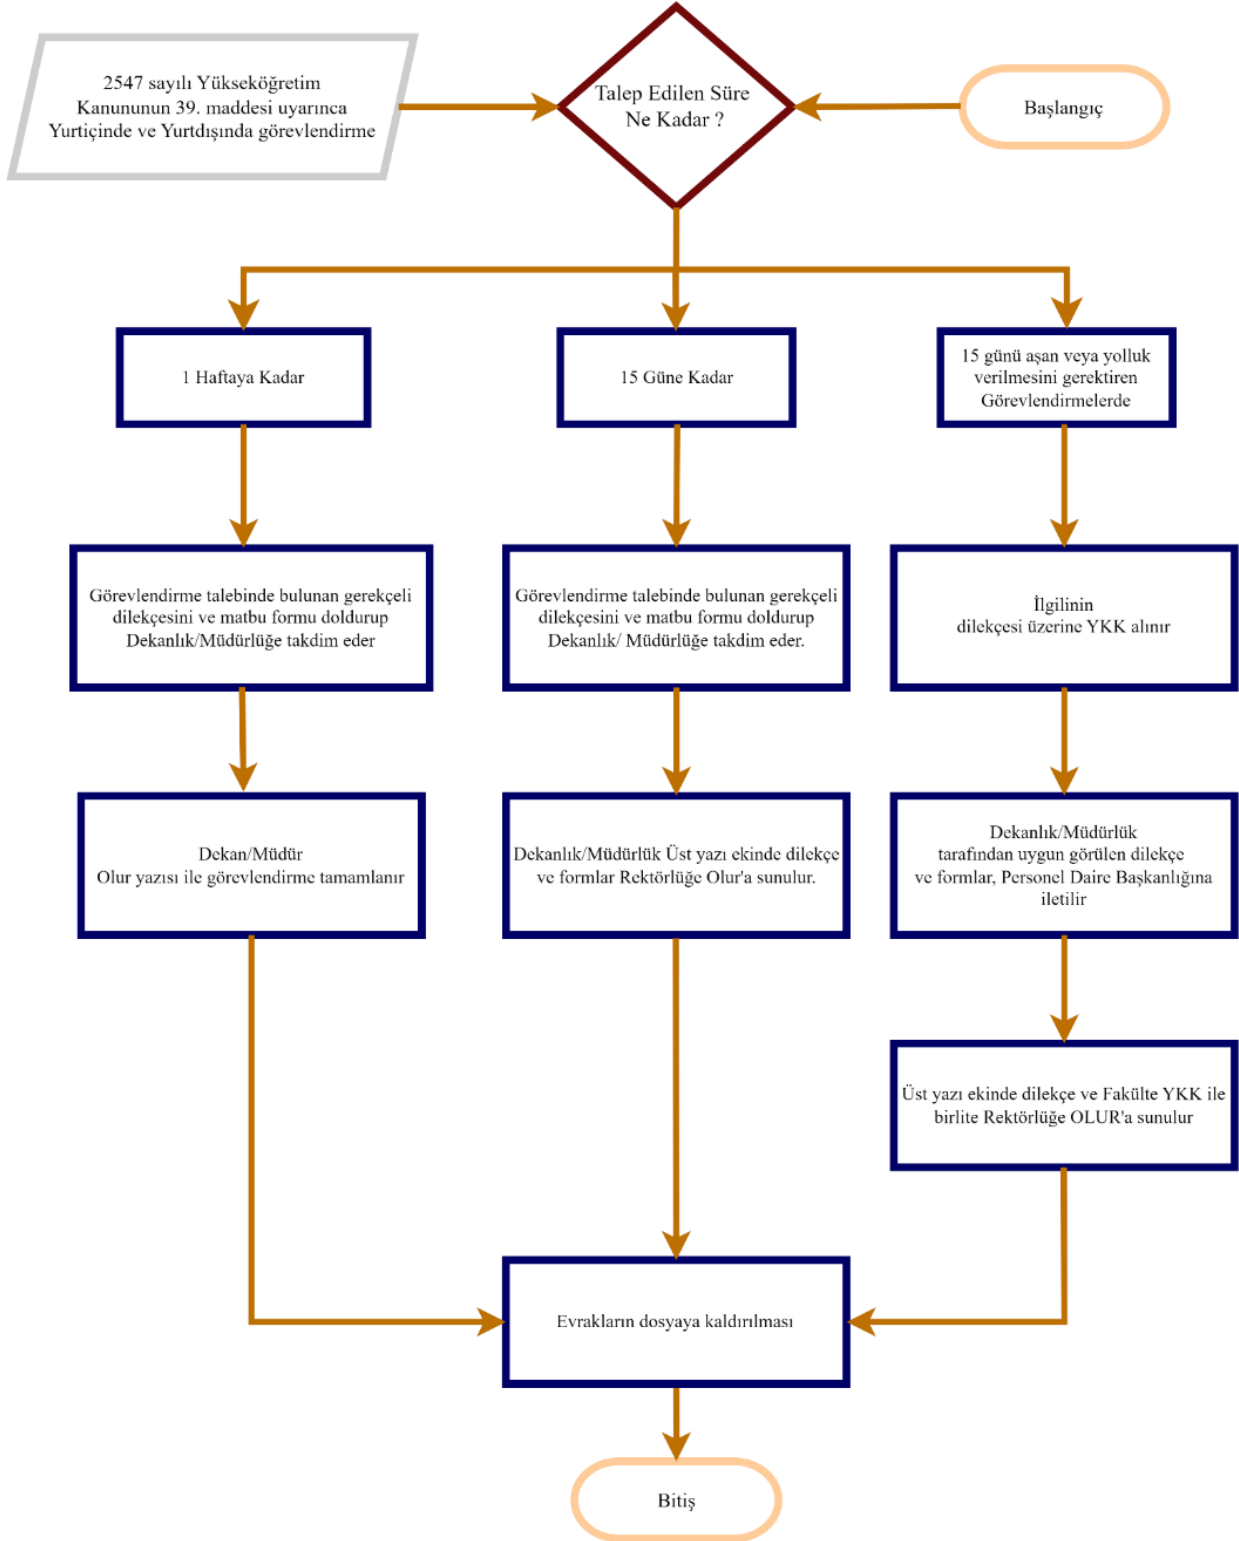 2547 sayılı Yükseköğretim
Kanununun 39. maddesi uyarınca
Yurtiçinde ve Yurtdışında görevlendirme
Talep Edilen Süre
Ne Kadar ?
Başlangıç
1 Haftaya Kadar
15 Güne Kadar
15 günü aşan veya yolluk
verilmesini gerektiren
Görevlendirmelerde
Görevlendirme talebinde bulunan gerekçeli
dilekçesini ve matbu formu doldurup
Dekanlık/Müdürlüğe takdim eder
Görevlendirme talebinde bulunan gerekçeli
dilekçesini ve matbu formu doldurup
Dekanlık/ Müdürlüğe takdim eder.
İlgilinin
dilekçesi üzerine YKK alınır
Dekan/Müdür
Olur yazısı ile görevlendirme tamamlanır
Dekanlık/Müdürlük Üst yazı ekinde dilekçe
ve formlar Rektörlüğe Olur'a sunulur.
Dekanlık/Müdürlük
tarafından uygun görülen dilekçe
ve formlar, Personel Daire Başkanlığına
iletilir
Üst yazı ekinde dilekçe ve Fakülte YKK ile
birlite Rektörlüğe OLUR'a sunulur
Evrakların dosyaya kaldırılması
Bitiş